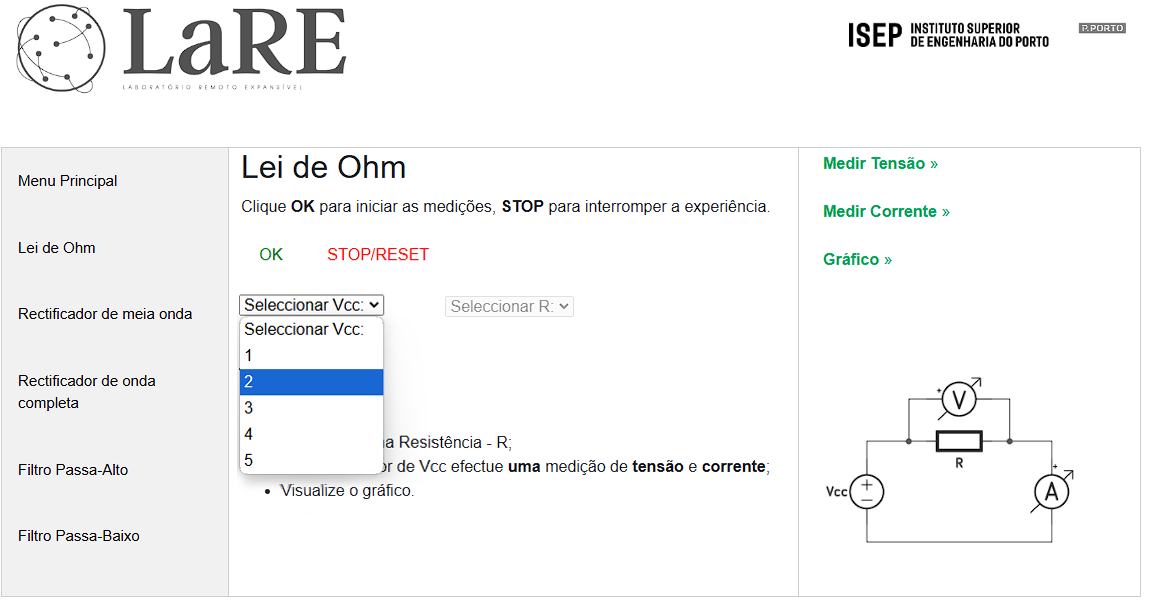 LaRE
LABORATÓRIO REMOTO EXPANSÍVEL
ISEP INSTITUTO SUPERIOR
DE ENGENHARIA DO PORTO
P.PORTO
Menu Principal
Lei de Ohm
Rectificador de meia onda
Rectificador de onda
completa
Filtro Passa-Alto
Filtro Passa-Baixo
Lei de Ohm
Clique OK para iniciar as medições, STOP para interromper a experiência.
OK STOP/RESET
Seleccionar Vcc: Seleccionar R:
Seleccionar Vcc:
1
2
3
4
5
a Resistência - R;
or de Vcc efectue uma medição de tensão e corrente;
• Visualize o gráfico.
Medir Tensão »
Medir Corrente »
Gráfico »
+ V
R
Vcc + −
+ A